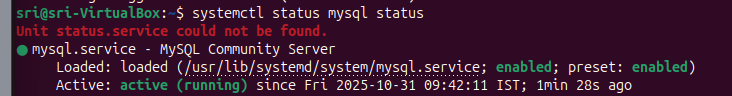 sri@sri-VirtualBox:~$ systemctl status mysql status
Unit status.service could not be found.
● mysql.service - MySQL Community Server
     Loaded: loaded (/usr/lib/systemd/system/mysql.service; enabled; preset: enabled)
     Active: active (running) since Fri 2025-10-31 09:42:11 IST; 1min 28s ago